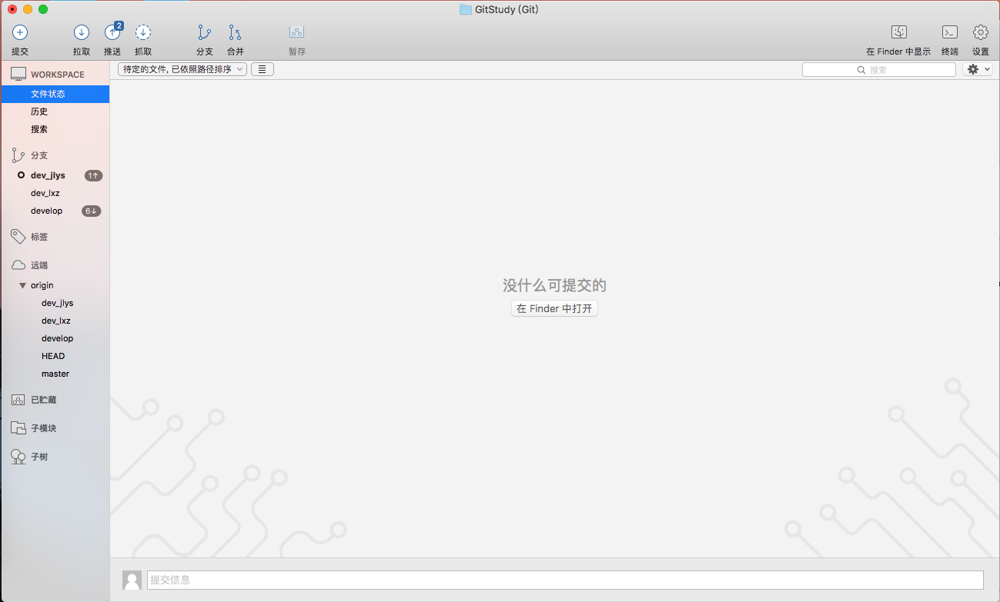 GitStudy (Git)
2
提交
拉取
推送
抓取
分支
合并
暂存
在 Finder 中显示
终端
设置
WORKSPACE
待定的文件, 已依照路径排序
搜索
文件状态
历史
搜索
分支
dev_jlys 1↑
dev_lxz
develop 6↓
标签
远端
origin
dev_jlys
dev_lxz
develop
HEAD
master
已贮藏
子模块
子树
没什么可提交的
在 Finder 中打开
提交信息